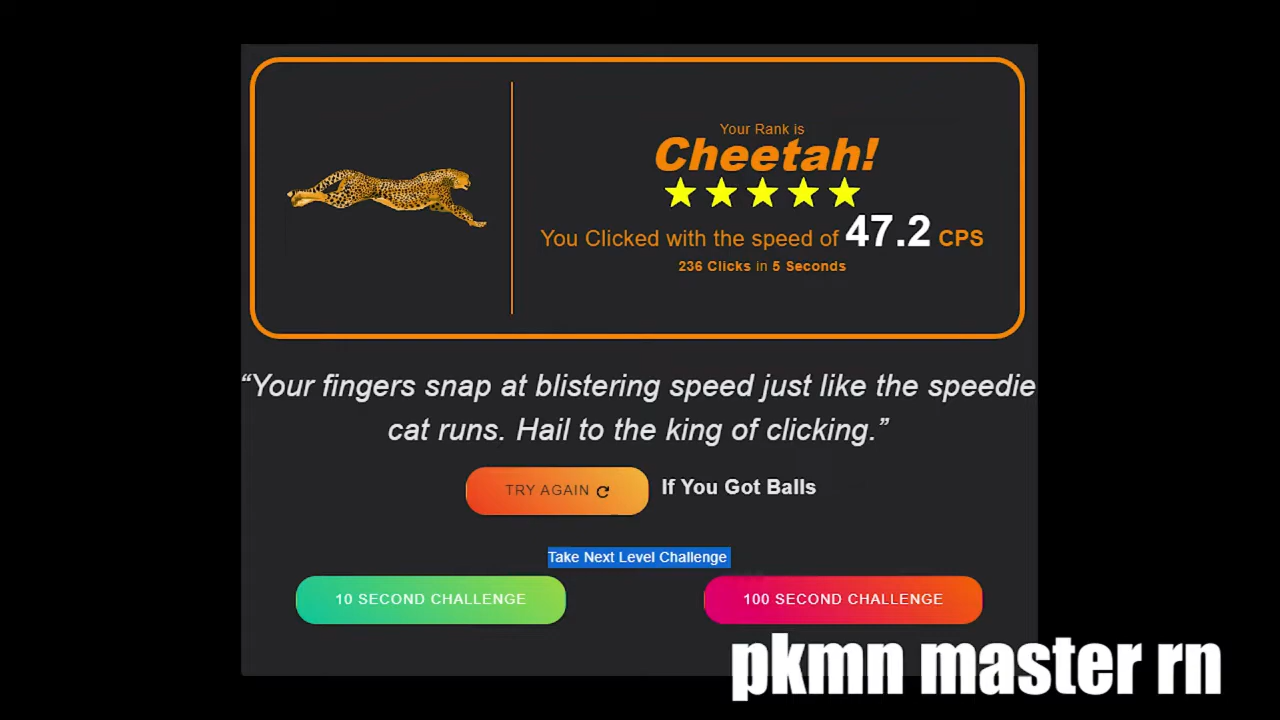 Your Rank is
Cheetah!
You Clicked with the speed of 47.2 CPS
236 Clicks in 5 Seconds
“Your fingers snap at blistering speed just like the speedie
cat runs. Hail to the king of clicking.”
TRY AGAIN If You Got Balls
Take Next Level Challenge
10 SECOND CHALLENGE
100 SECOND CHALLENGE
pkmn master rn